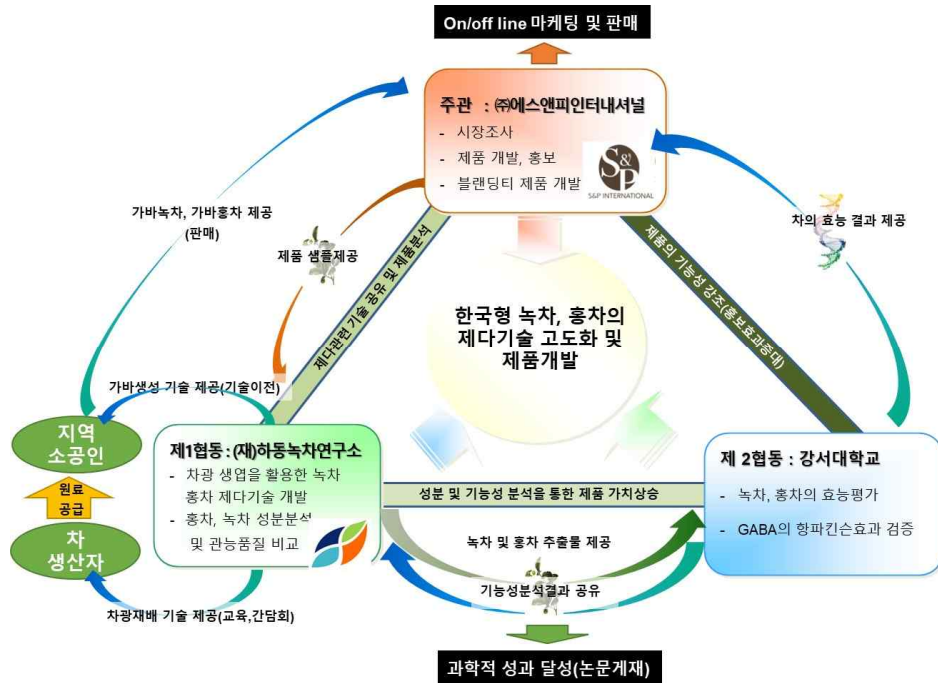 On/off line 마케팅 및 판매
주관 : ㈜에스앤피인터내셔널
- 시장조사
- 제품 개발, 홍보
- 블랜딩티 제품 개발
S&P
S&P INTERNATIONAL
가바녹차, 가바홍차 제공
(판매)
제품 샘플제공
제다관련 기술 공유 및 제품분석
제품의 기능성 강조(홍보효과증대)
차의 효능 결과 제공
한국형 녹차, 홍차의
제다기술 고도화 및
제품개발
가바생성 기술 제공(기술이전)
지역
소공인
원료
공급
차
생산자
제1협동 : (재)하동녹차연구소
- 차광 생엽을 활용한 녹차
홍차 제다기술 개발
- 홍차, 녹차 성분분석
및 관능품질 비교
성분 및 기능성 분석을 통한 제품 가치상승
제 2협동 : 강서대학교
- 녹차, 홍차의 효능평가
- GABA의 항파킨슨효과 검증
녹차 및 홍차 추출물 제공
기능성분석결과 공유
차광재배 기술 제공(교육,간담회)
과학적 성과 달성(논문게재)